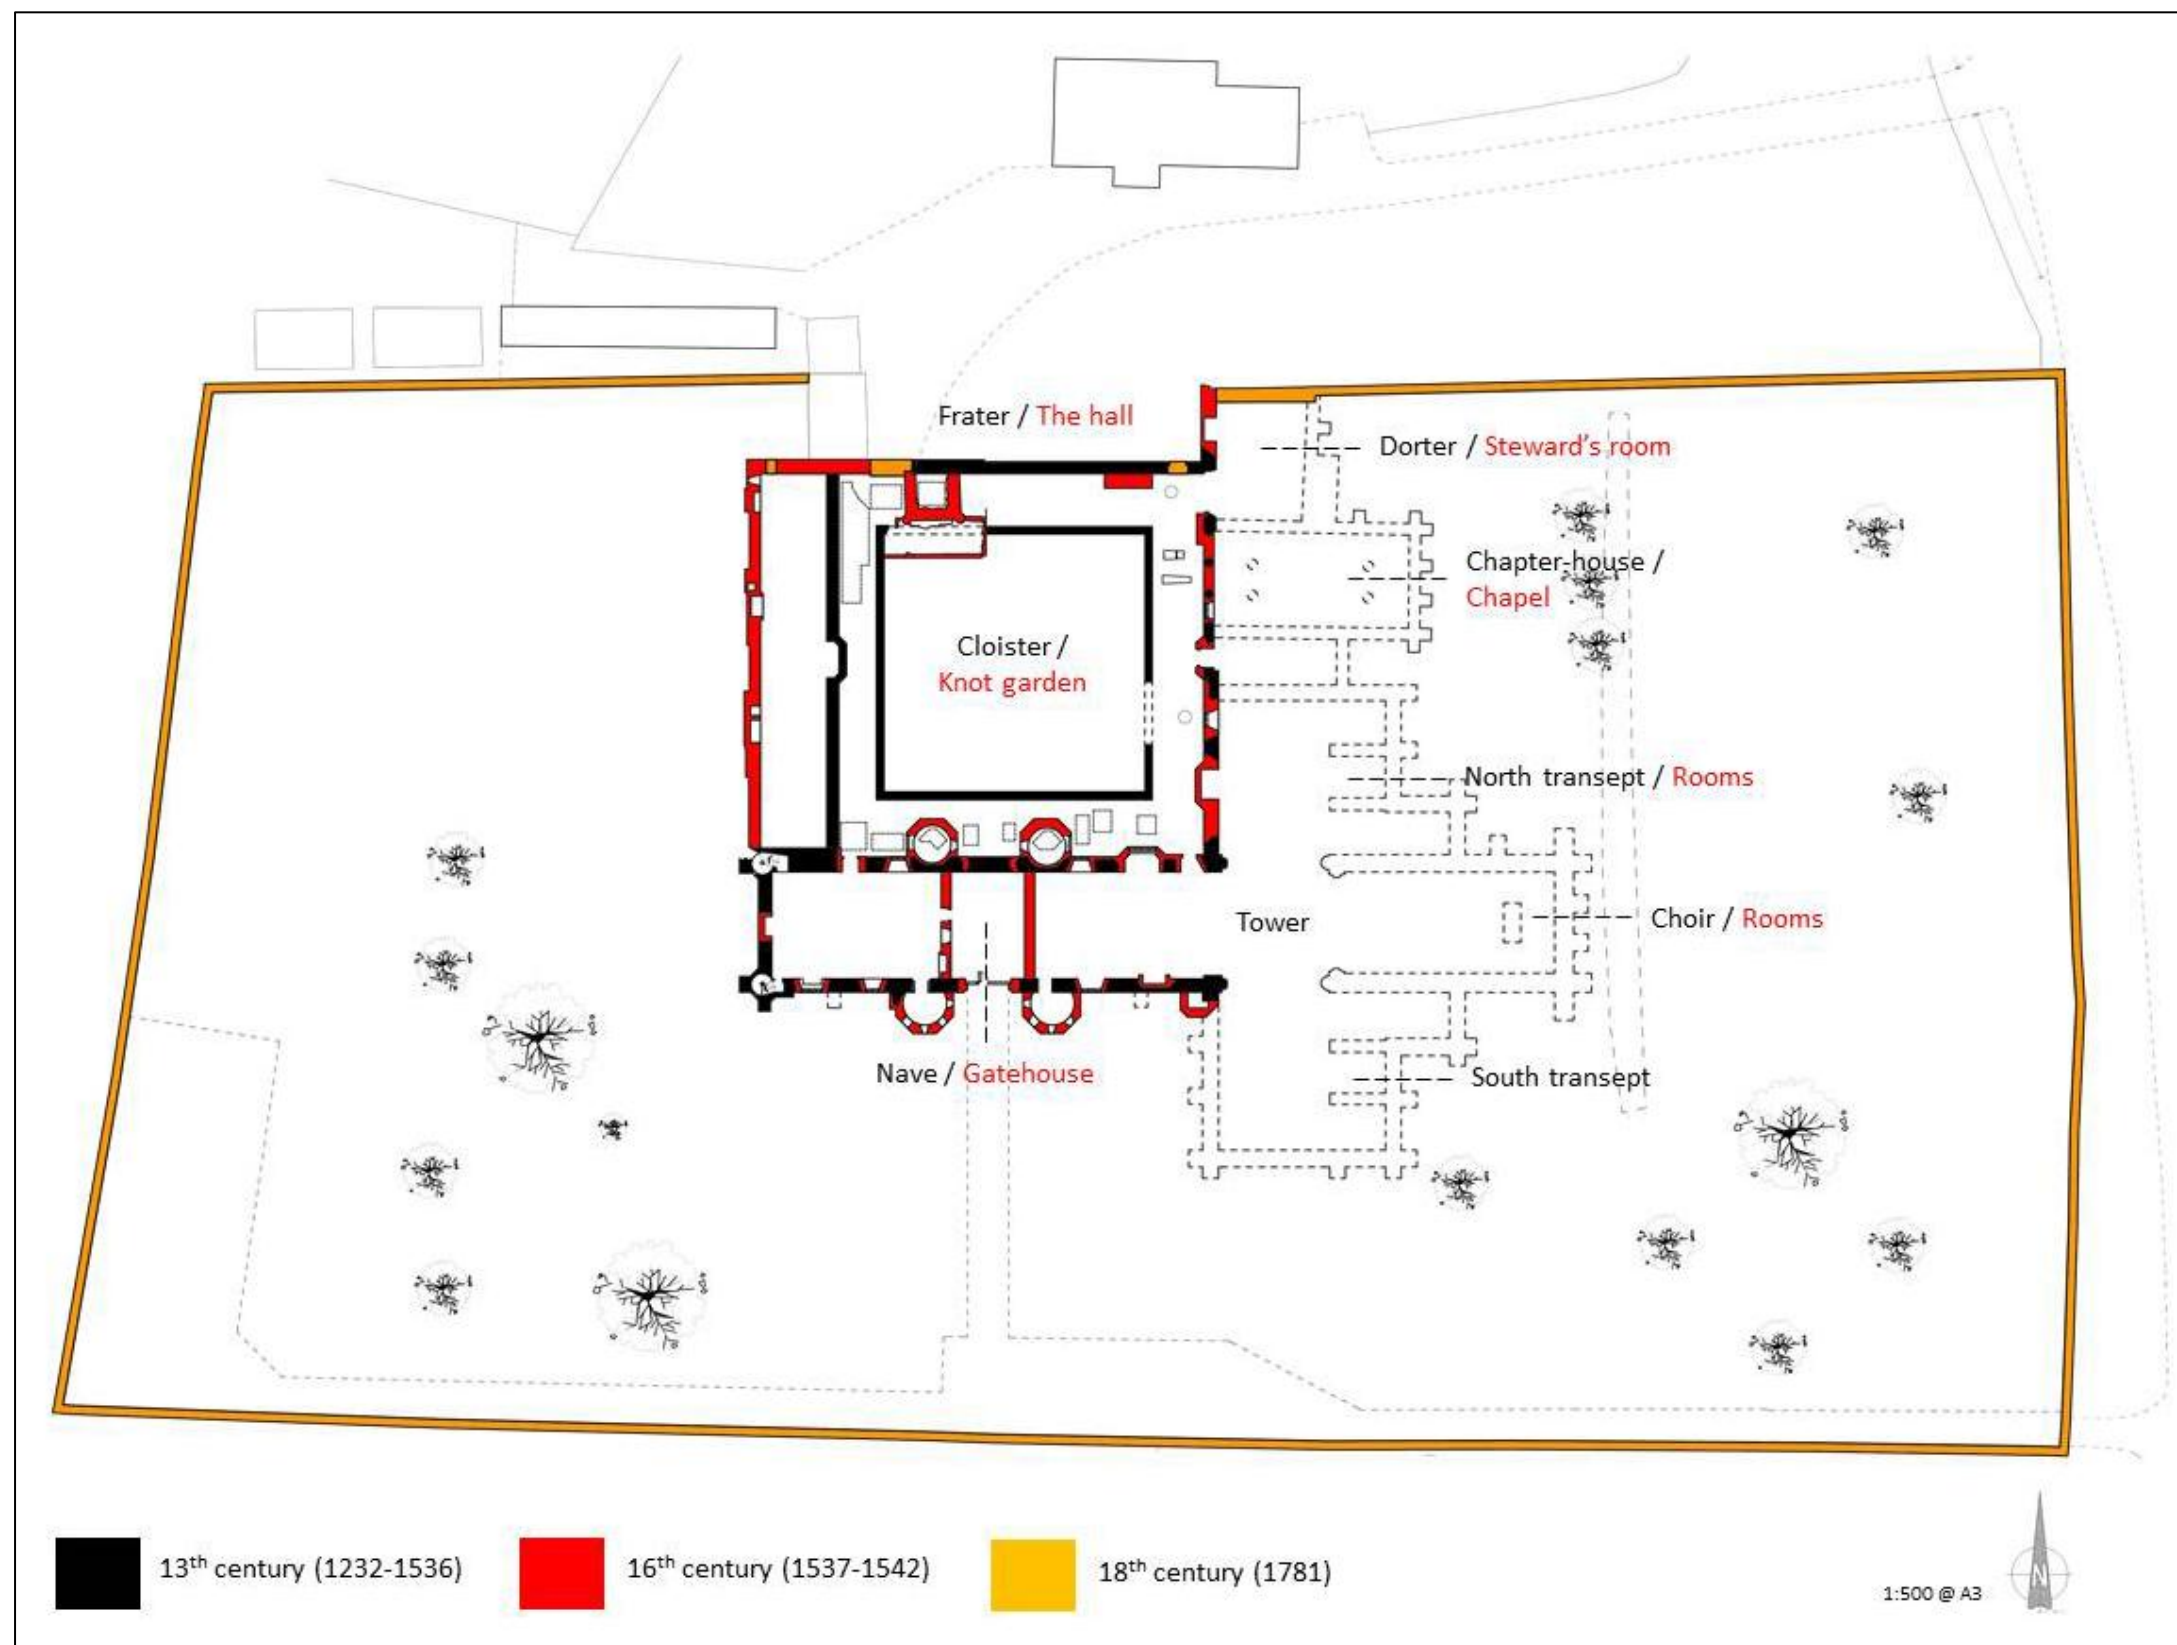 Frater / The hall
Dorter / Steward's room
Chapter-house /
Chapel
Cloister /
Knot garden
North transept / Rooms
Tower
Choir / Rooms
Nave / Gatehouse
South transept
13th century (1232-1536)
16th century (1537-1542)
18th century (1781)
1:500 @ A3
N